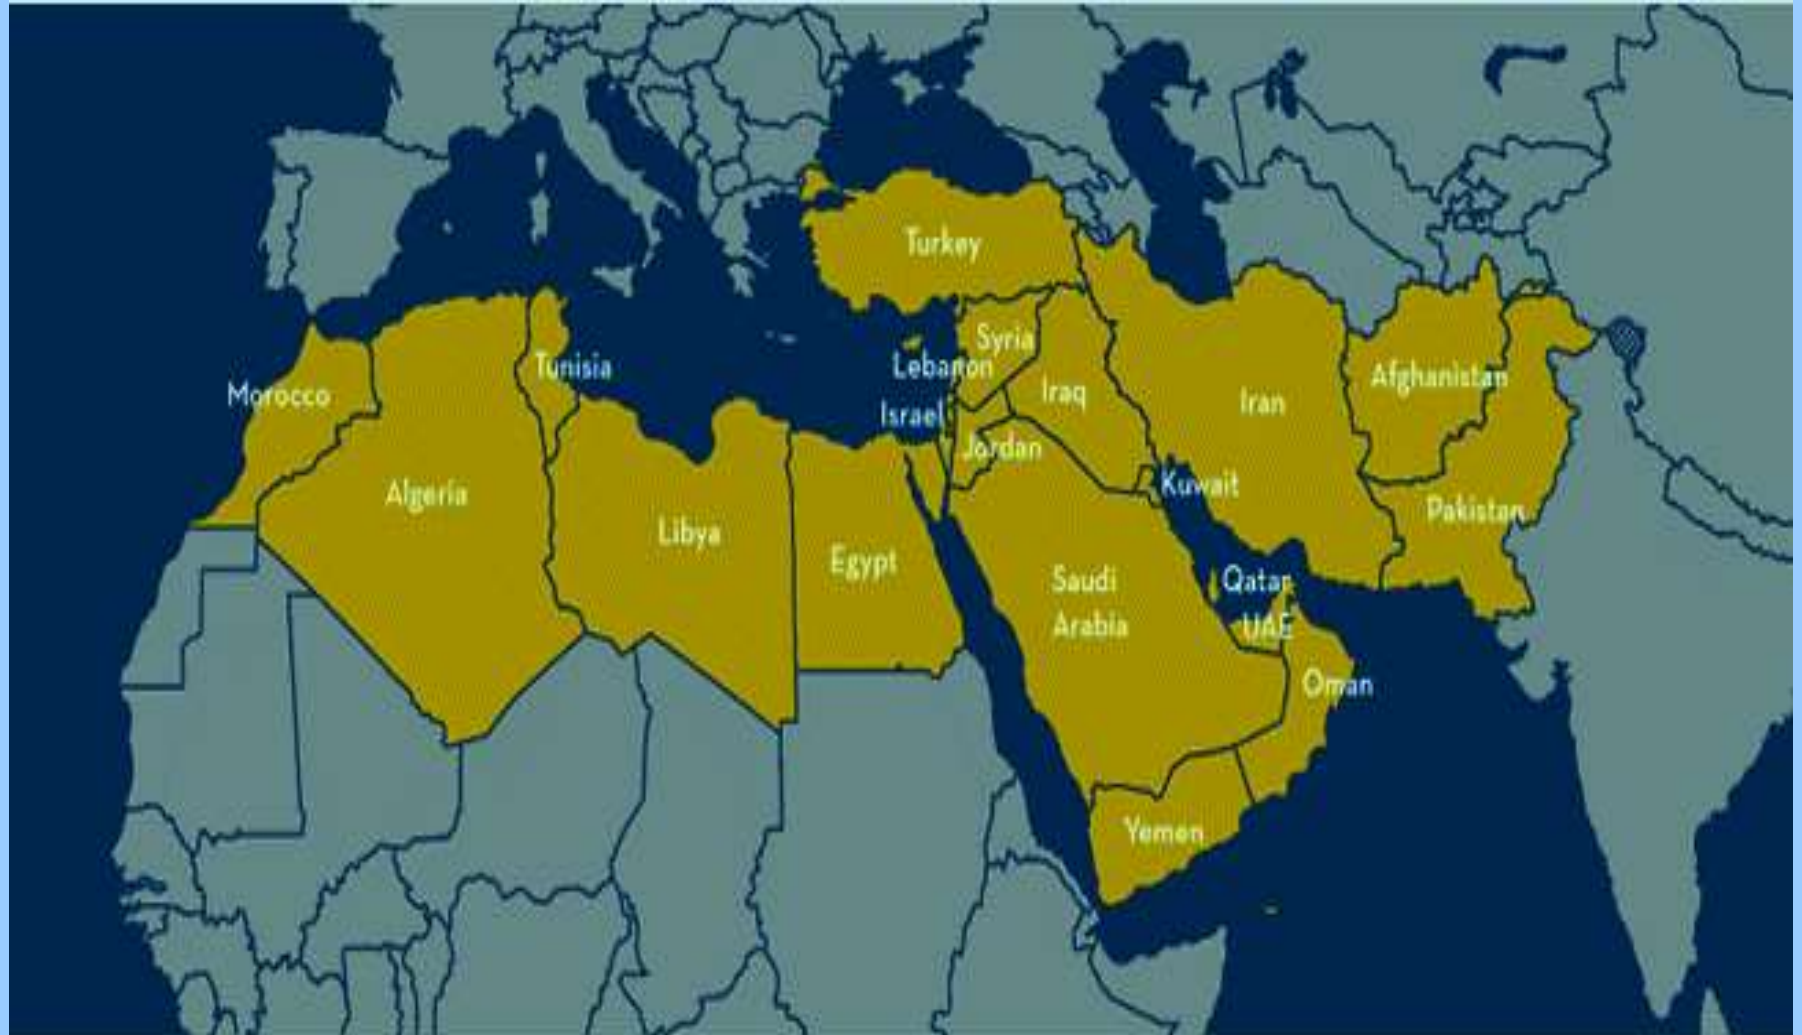 Turkey
Syria
Lebanon
Tunisia
Morocco
Iraq
Iran
Afghanistan
Israel
Jordan
Algeria
Kuwait
Pakistan
Libya
Egypt
Saudi
Arabia
Qatar
UAE
Oman
Yemen